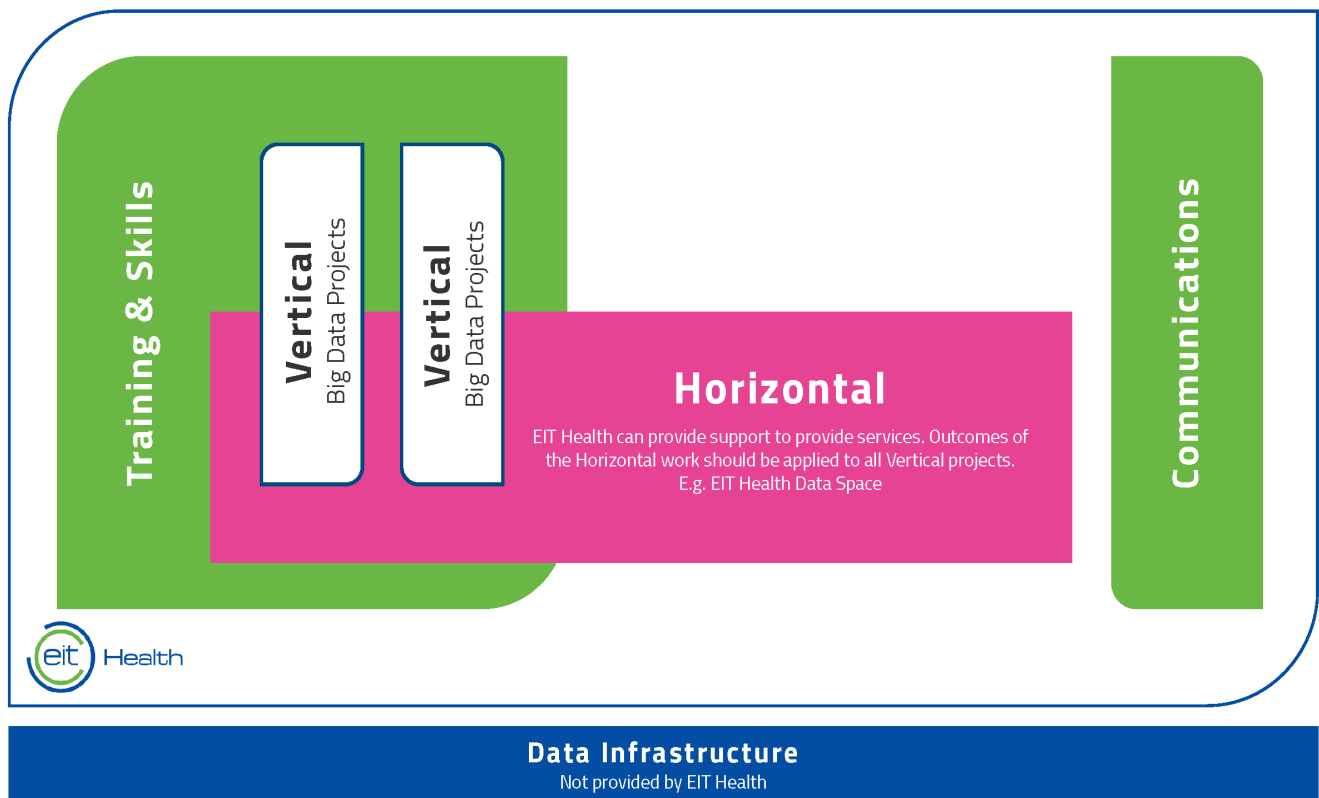 Training & Skills
Vertical
Big Data Projects
Vertical
Big Data Projects
Horizontal
EIT Health can provide support to provide services. Outcomes of
the Horizontal work should be applied to all Vertical projects.
E.g. EIT Health Data Space
Communications
eit Health
Data Infrastructure
Not provided by EIT Health